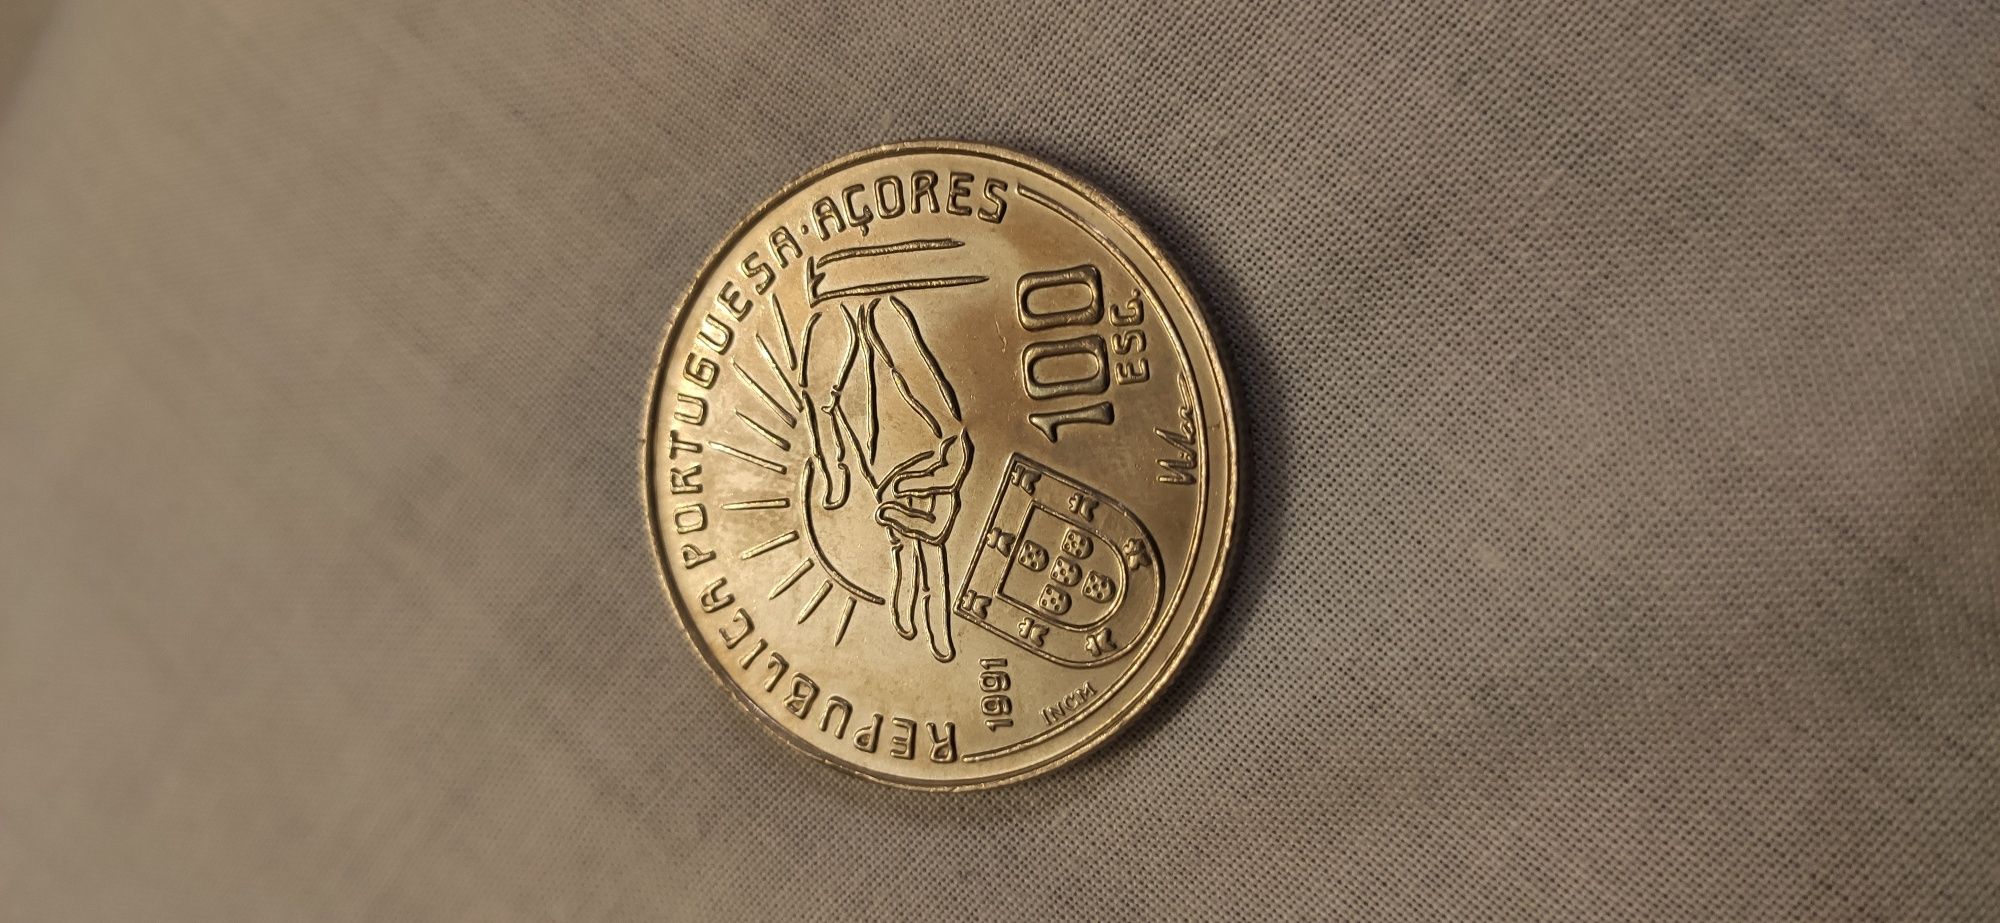 REPUBLICA PORTUGUESA · AÇORES
1991
INCM
100
ESC.